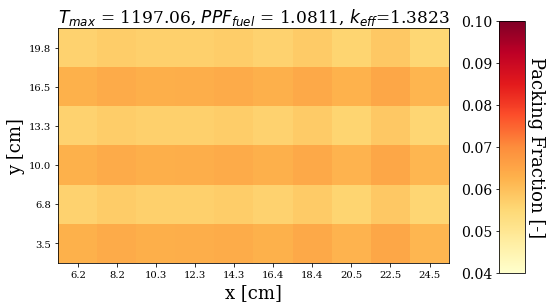 T_max = 1197.06, PPF_fuel = 1.0811, k_eff=1.3823
19.8
16.5
13.3
10.0
6.8
3.5
y [cm]
6.2 8.2 10.3 12.3 14.3 16.4 18.4 20.5 22.5 24.5
x [cm]
0.10
0.09
0.08
0.07
0.06
0.05
0.04
Packing Fraction [-]